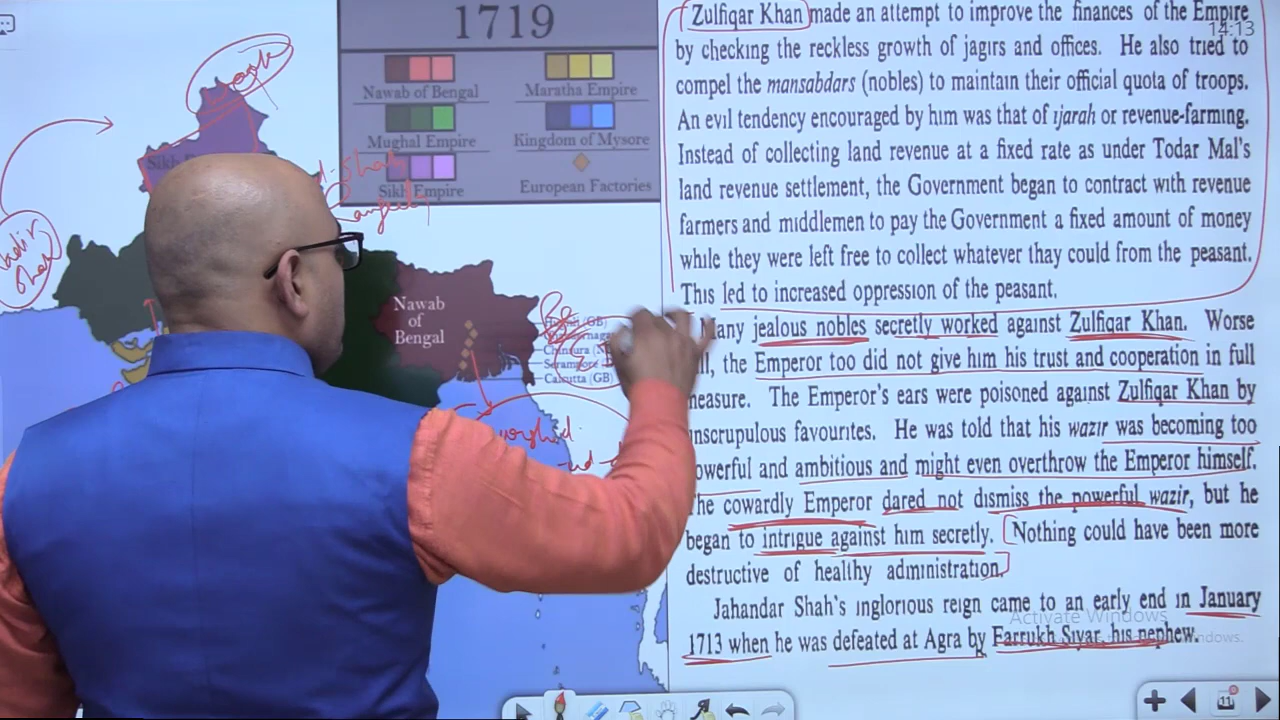 1719
Nawab of Bengal
Maratha Empire
Mughal Empire
Kingdom of Mysore
Sikh Empire
European Factories
Nawab
of
Bengal
Chinsura
Serampore
Calcutta (GB)
14:13
Zulfiqar Khan made an attempt to improve the finances of the Empire
by checking the reckless growth of jagirs and offices. He also tried to
compel the mansabdars (nobles) to maintain their official quota of troops.
An evil tendency encouraged by him was that of ijarah or revenue-farming.
Instead of collecting land revenue at a fixed rate as under Todar Mal's
land revenue settlement, the Government began to contract with revenue
farmers and middlemen to pay the Government a fixed amount of money
while they were left free to collect whatever thay could from the peasant.
This led to increased oppression of the peasant.
Many jealous nobles secretly worked against Zulfiqar Khan. Worse
the Emperor too did not give him his trust and cooperation in full
measure. The Emperor's ears were poisoned against Zulfiqar Khan by
unscrupulous favourites. He was told that his wazir was becoming too
powerful and ambitious and might even overthrow the Emperor himself.
The cowardly Emperor dared not dismiss the powerful wazir, but he
began to intrigue against him secretly. Nothing could have been more
destructive of healthy administration.
Jahandar Shah's inglorious reign came to an early end in January
1713 when he was defeated at Agra by Farrukh Siyar his nephew.
Activate Windows
11